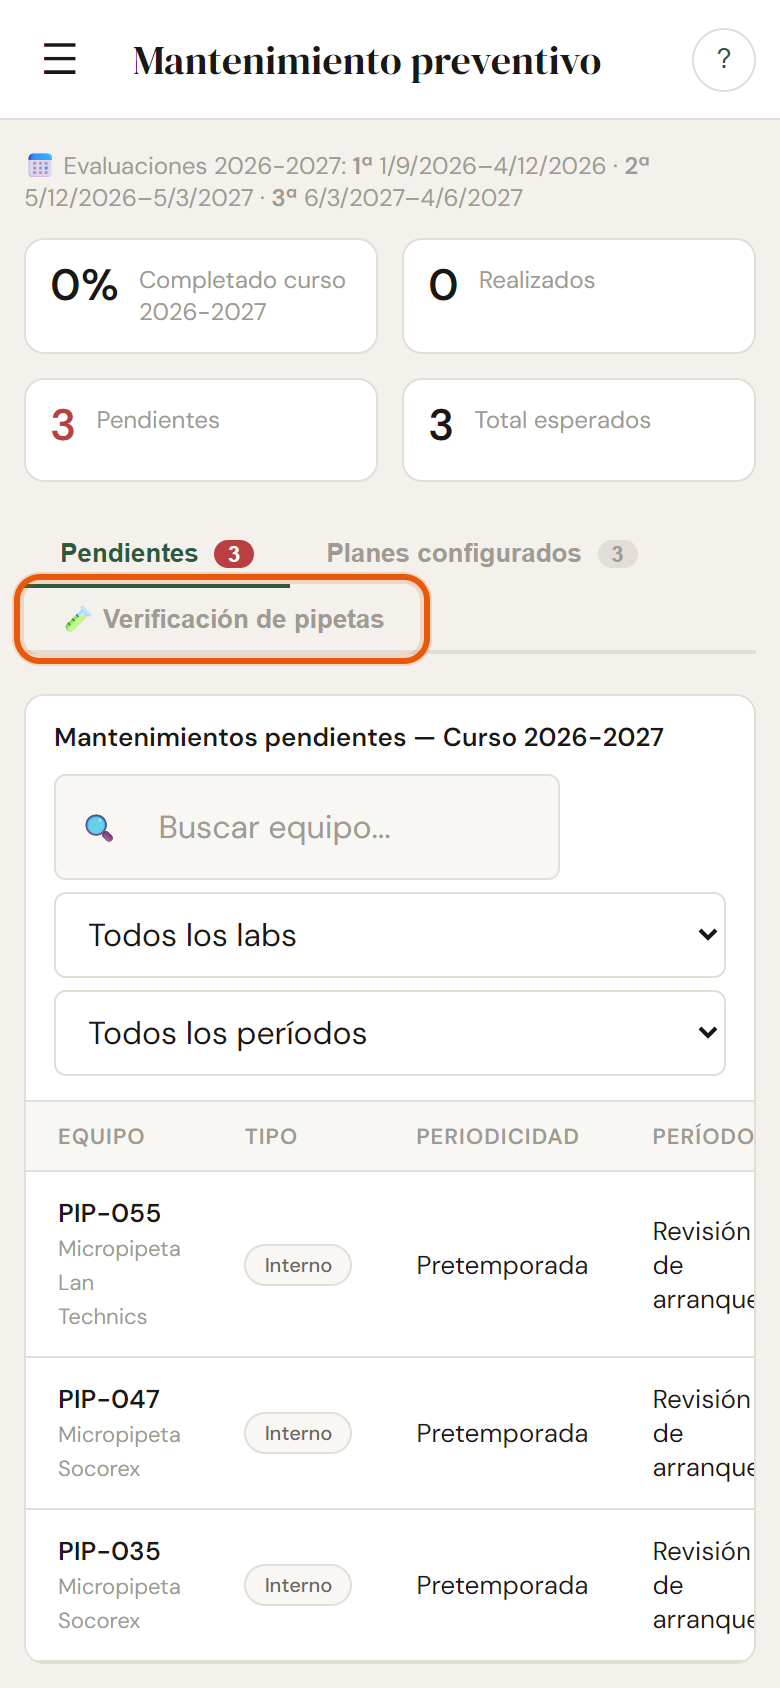 Mantenimiento preventivo
?
Evaluaciones 2026-2027: 1ª 1/9/2026–4/12/2026 · 2ª
5/12/2026–5/3/2027 · 3ª 6/3/2027–4/6/2027
0% Completado curso
2026-2027
0 Realizados
3 Pendientes
3 Total esperados
Pendientes 3
Planes configurados 3
Verificación de pipetas
Mantenimientos pendientes — Curso 2026-2027
Buscar equipo...
Todos los labs
Todos los períodos
EQUIPO TIPO PERIODICIDAD PERÍODO
PIP-055
Micropipeta
Lan
Technics
Interno
Pretemporada
Revisión
de
arranque
PIP-047
Micropipeta
Socorex
Interno
Pretemporada
Revisión
de
arranque
PIP-035
Micropipeta
Socorex
Interno
Pretemporada
Revisión
de
arranque